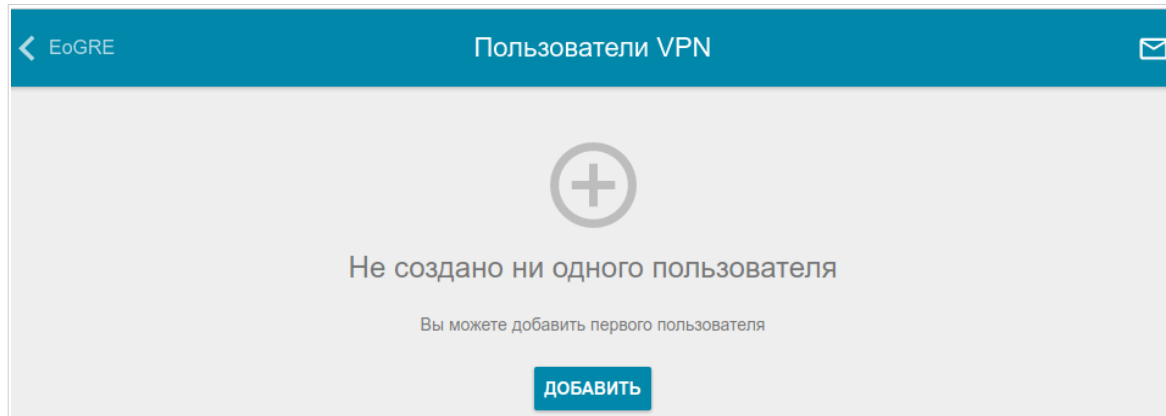 EoGRE
Пользователи VPN
Не создано ни одного пользователя
Вы можете добавить первого пользователя
ДОБАВИТЬ